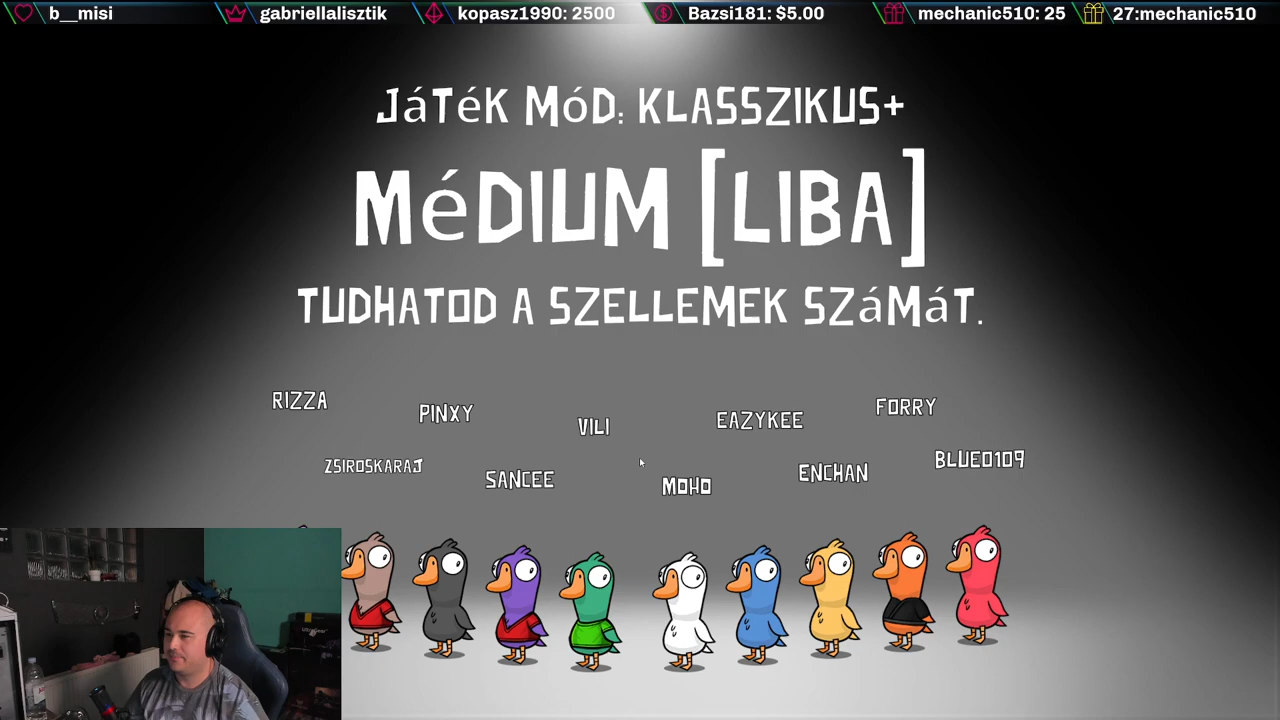 b__misi gabriellalisztik kopasz1990: 2500 Bazsi181: $5.00 mechanic510: 25 27:mechanic510
JáTéK MóD: KLASSZIKUS+
MéDIUM [LIBA]
TUDHATOD A SZELLEMEK SZáMáT.
RIZZA PINXY VILI EAZYKEE FORRY
ZSIROSKARAJ SANCEE MOHO ENCHAN BLUE0109